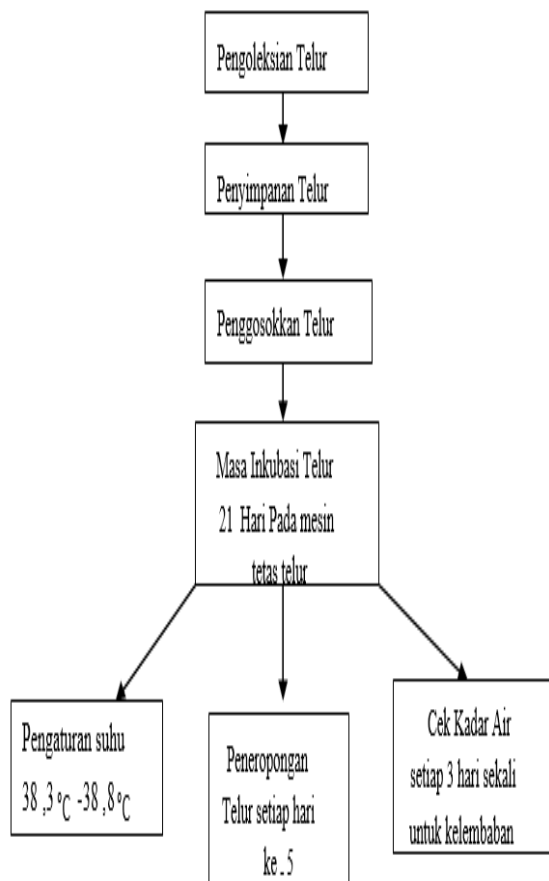 Pengoleksian Telur
Penyimpanan Telur
Penggosokkan Telur
Masa Inkubasi Telur
21 Hari Pada mesin
tetas telur
Pengaturan suhu
38 ,3 °C -38 ,8°C
Peneropongan
Telur setiap hari
ke - 5
Cek Kadar Air
setiap 3 hari sekali
untuk kelembaban